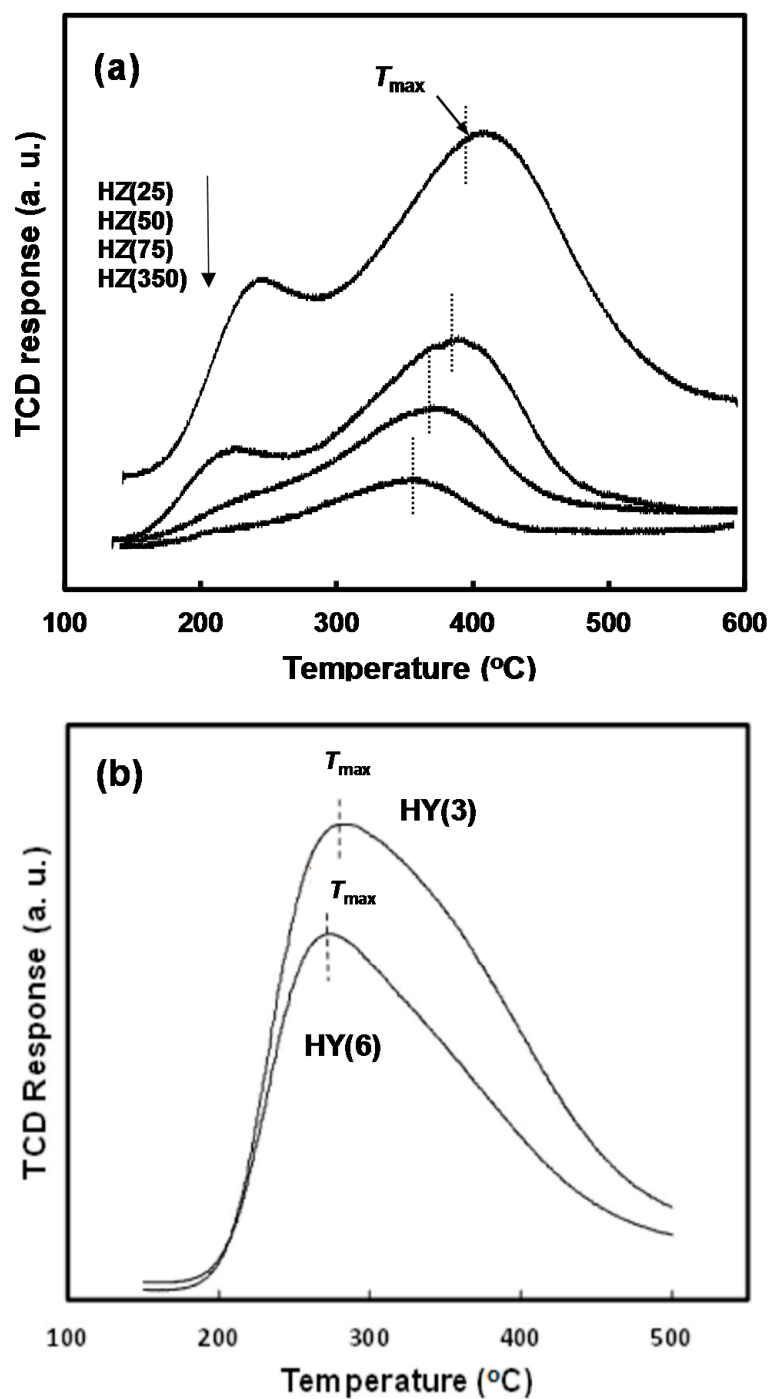 (a)
Tmax
HZ(25)
HZ(50)
HZ(75)
HZ(350)
TCD response (a. u.)
100 200 300 400 500 600
Temperature (oC)
(b)
Tmax
HY(3)
Tmax
HY(6)
TCD Response (a. u.)
100 200 300 400 500
Temperature (oC)